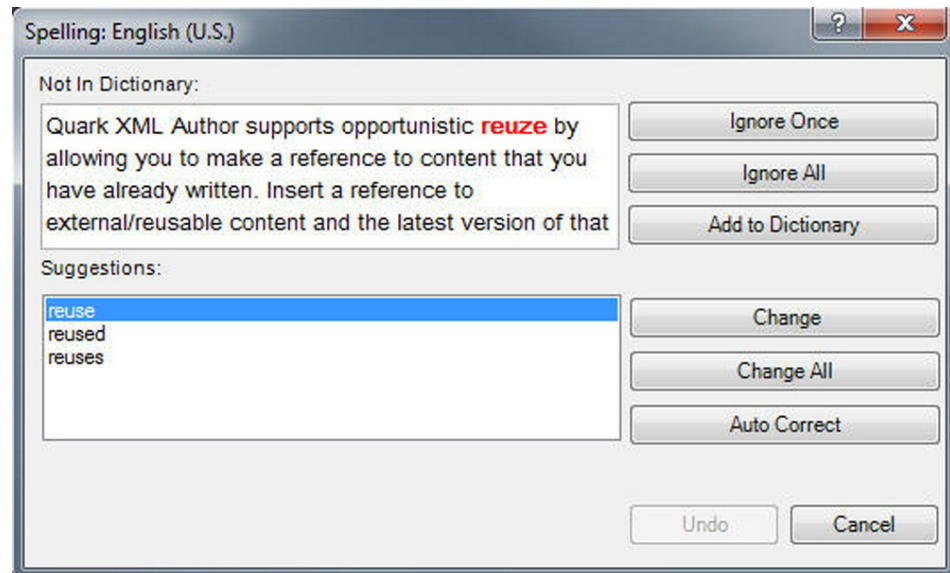 Spelling: English (U.S.)
Not In Dictionary:
Quark XML Author supports opportunistic reuze by
allowing you to make a reference to content that you
have already written. Insert a reference to
external/reusable content and the latest version of that
Ignore Once
Ignore All
Add to Dictionary
Suggestions:
reuse
reused
reuses
Change
Change All
Auto Correct
Undo
Cancel